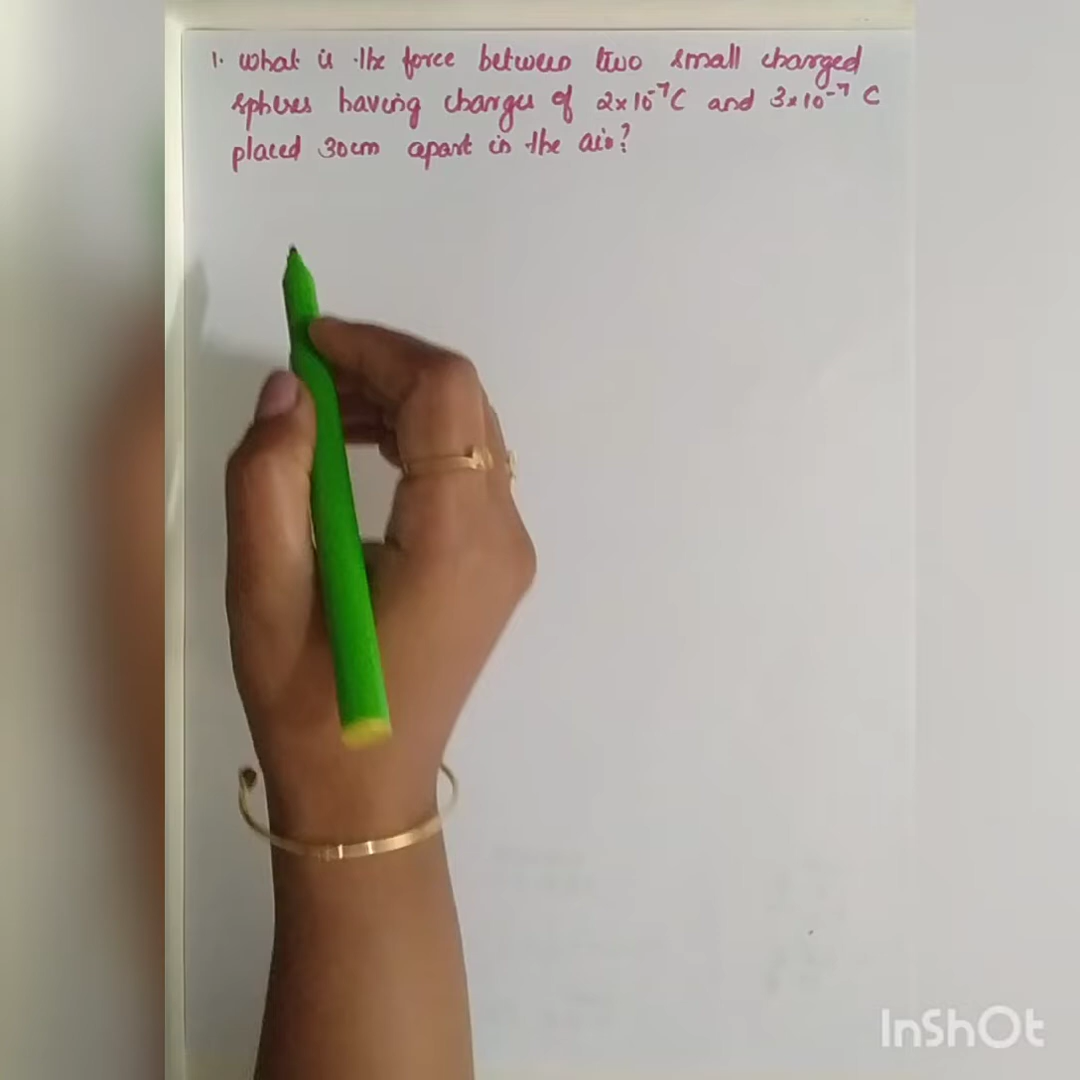 1. What is the force between two small charged
spheres having charges of 2×10⁻⁷C and 3×10⁻⁷ C
placed 30cm apart in the air?
InShOt